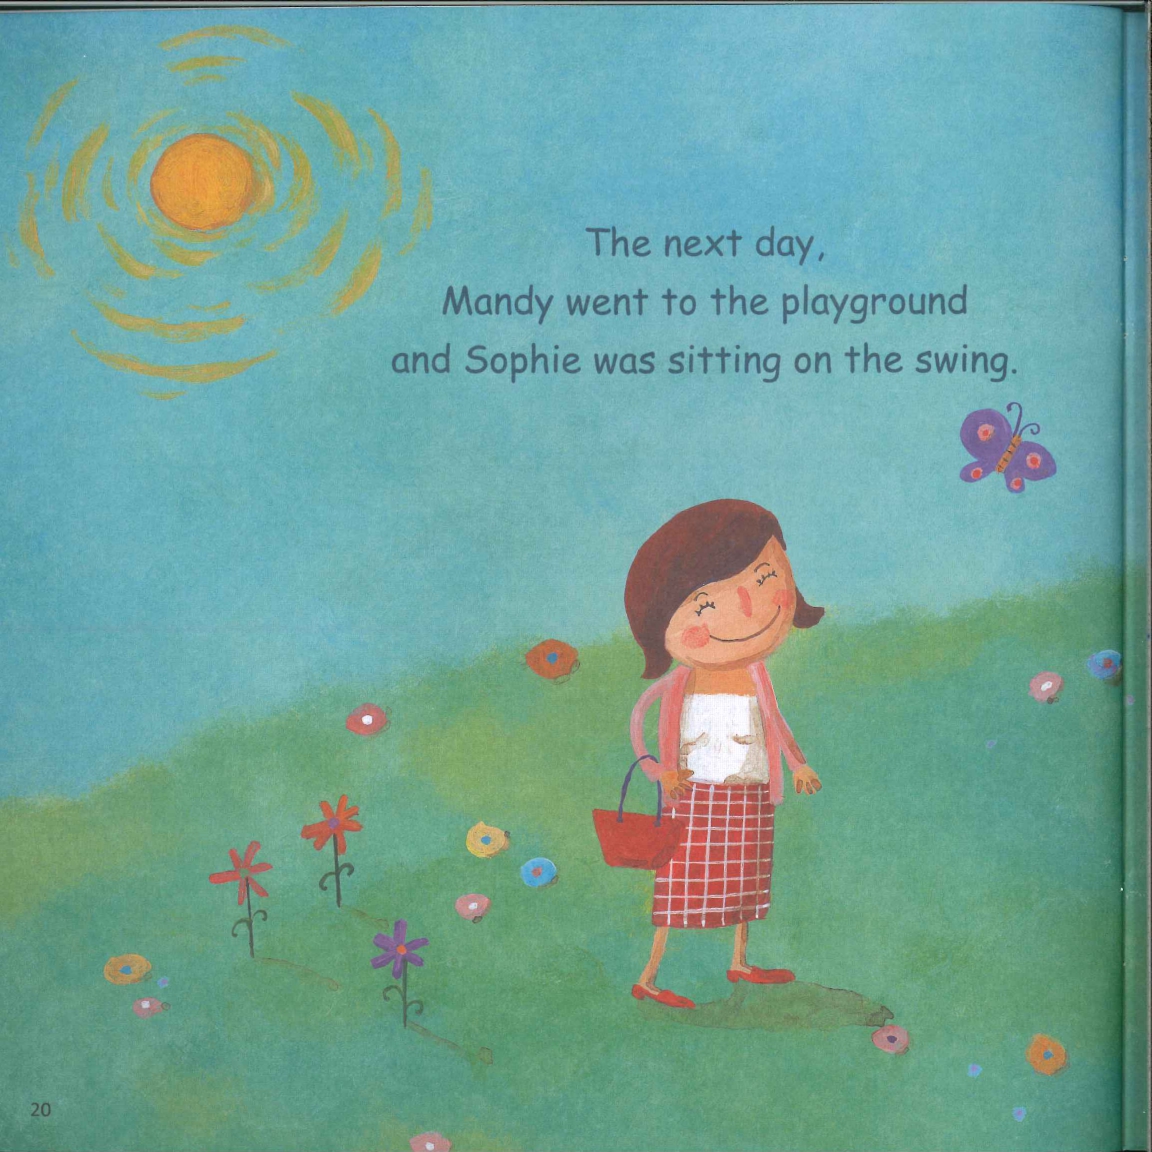 The next day,
Mandy went to the playground
and Sophie was sitting on the swing.
20